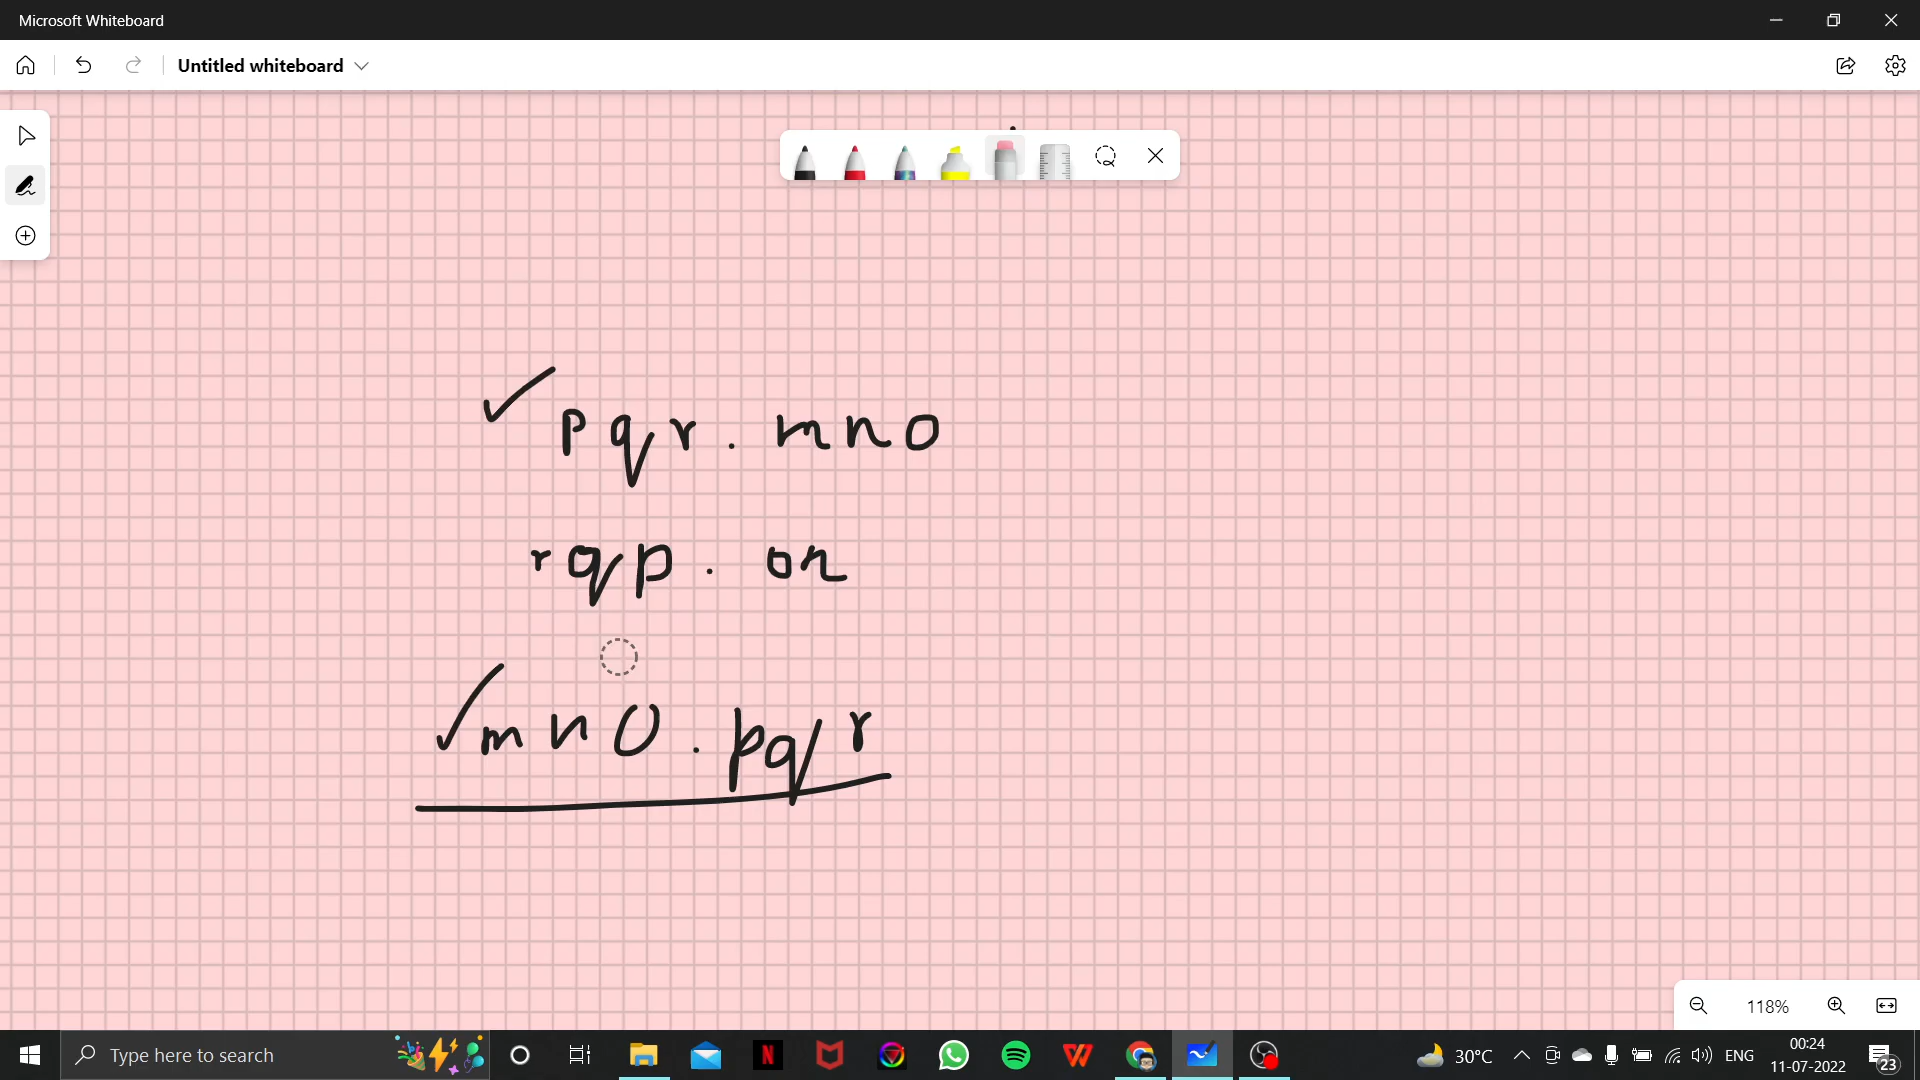 Microsoft Whiteboard
Untitled whiteboard
pqr.mno
rqp. on
mno.pqr
118%
Type here to search
30°C
ENG
00:24
11-07-2022
23